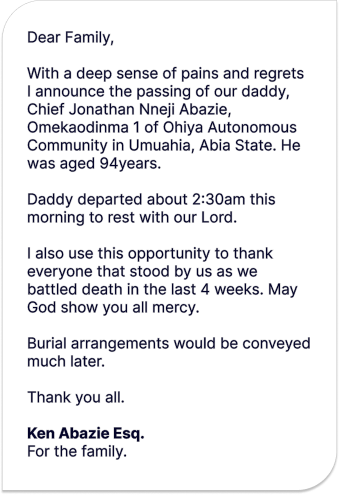 Dear Family,
With a deep sense of pains and regrets
I announce the passing of our daddy,
Chief Jonathan Nneji Abazie,
Omekaodinma 1 of Ohiya Autonomous
Community in Umuahia, Abia State. He
was aged 94years.
Daddy departed about 2:30am this
morning to rest with our Lord.
I also use this opportunity to thank
everyone that stood by us as we
battled death in the last 4 weeks. May
God show you all mercy.
Burial arrangements would be conveyed
much later.
Thank you all.
Ken Abazie Esq.
For the family.